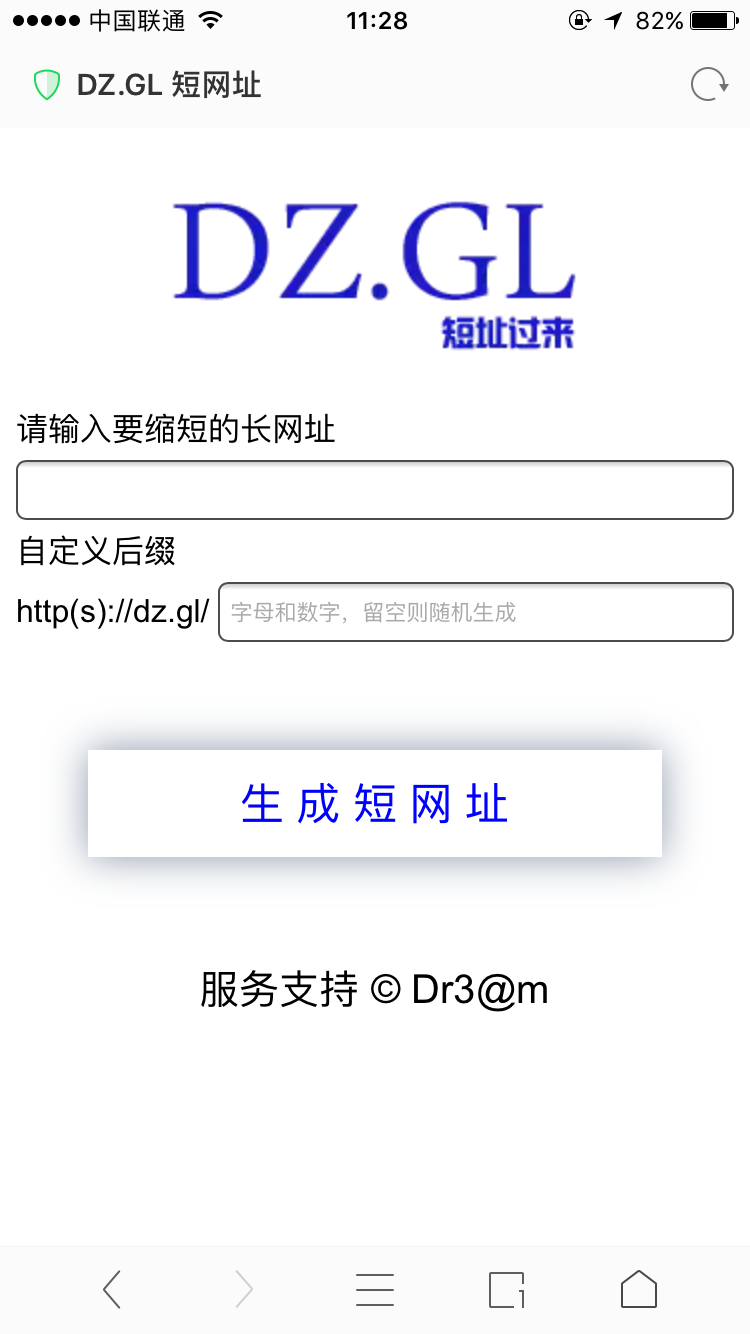 中国联通 11:28 82%
DZ.GL 短网址
DZ.GL
短址过来
请输入要缩短的长网址
自定义后缀
http(s)://dz.gl/ 字母和数字，留空则随机生成
生成短网址
服务支持 © Dr3@m
1